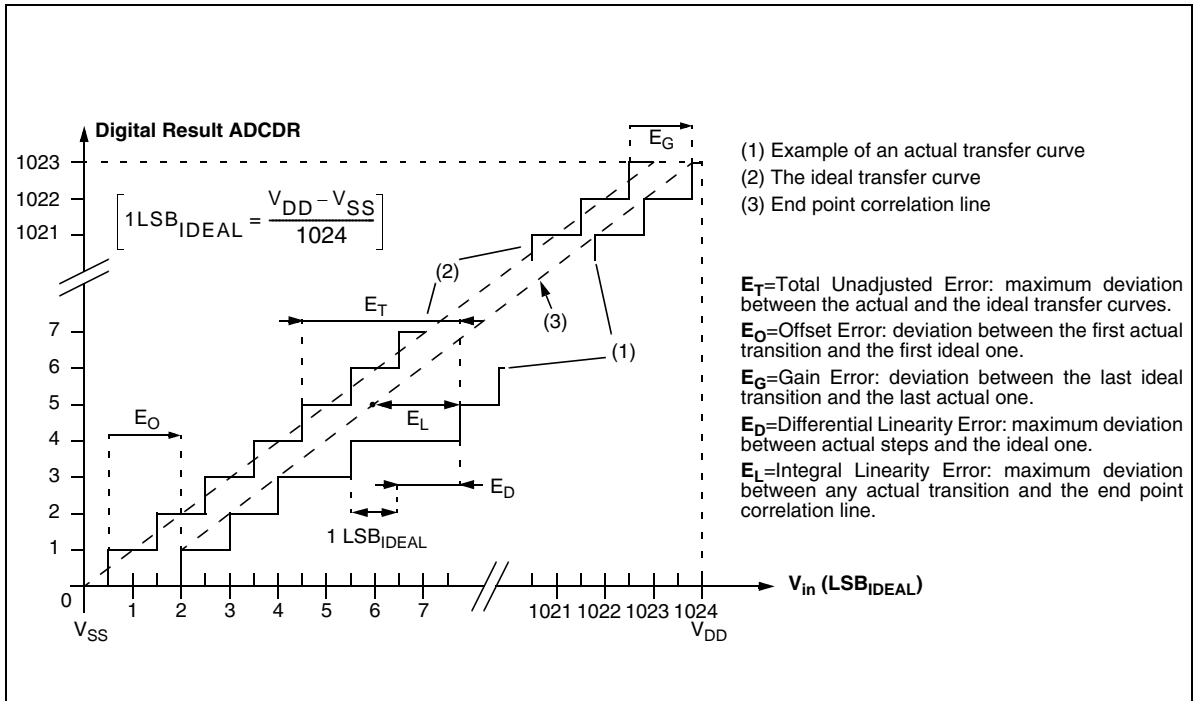 Digital Result ADCDR
1023
1022
1021
7
6
5
4
3
2
1
0
1LSB_IDEAL = (V_DD – V_SS) / 1024
E_G
(2)
E_T
(3)
(1)
E_O
E_L
E_D
1 LSB_IDEAL
1 2 3 4 5 6 7 1021 1022 1023 1024
V_SS
V_DD
V_in (LSB_IDEAL)
(1) Example of an actual transfer curve
(2) The ideal transfer curve
(3) End point correlation line
E_T=Total Unadjusted Error: maximum deviation
between the actual and the ideal transfer curves.
E_O=Offset Error: deviation between the first actual
transition and the first ideal one.
E_G=Gain Error: deviation between the last ideal
transition and the last actual one.
E_D=Differential Linearity Error: maximum deviation
between actual steps and the ideal one.
E_L=Integral Linearity Error: maximum deviation
between any actual transition and the end point
correlation line.